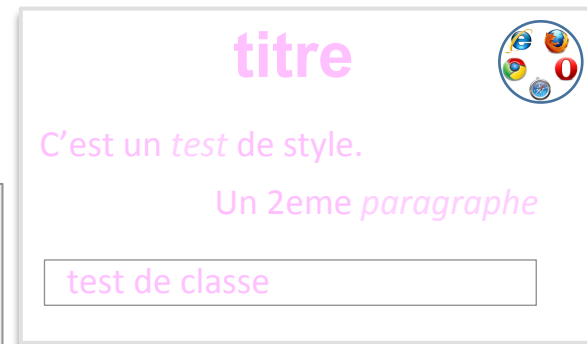 titre
C’est un test de style.
Un 2eme paragraphe
test de classe